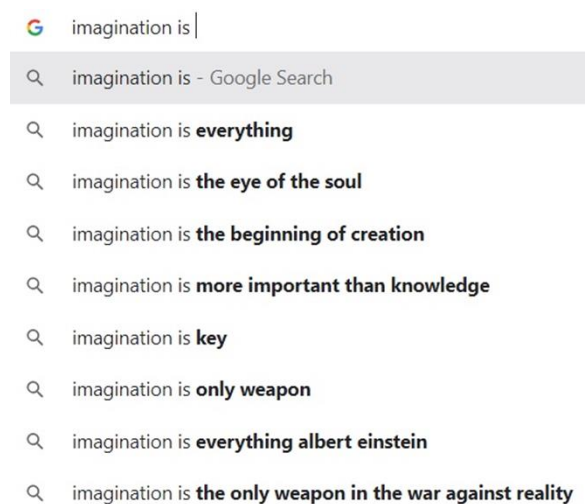 imagination is
imagination is - Google Search
imagination is everything
imagination is the eye of the soul
imagination is the beginning of creation
imagination is more important than knowledge
imagination is key
imagination is only weapon
imagination is everything albert einstein
imagination is the only weapon in the war against reality